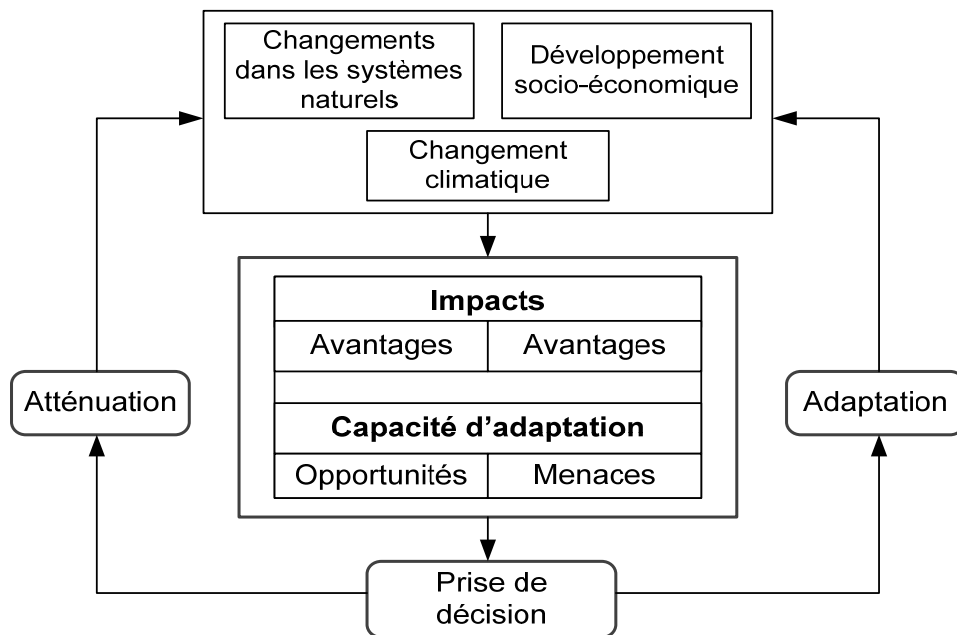 Changements
dans les systèmes
naturels
Développement
socio-économique
Changement
climatique
Impacts
Avantages Avantages
Atténuation
Adaptation
Capacité d’adaptation
Opportunités Menaces
Prise de
décision